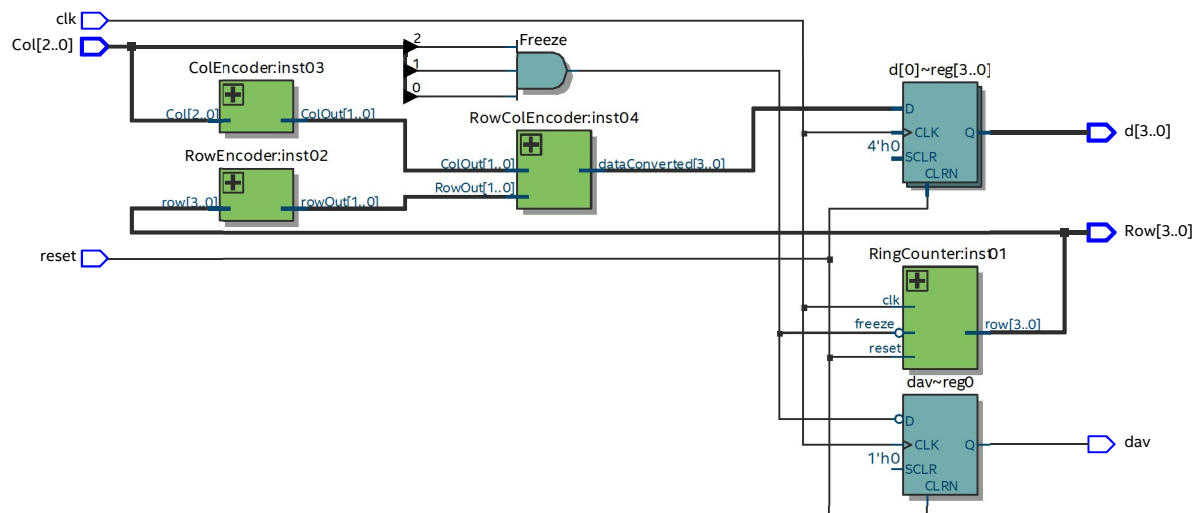 clk
Col[2..0]
2
1
0
Freeze
ColEncoder:inst03
Col[2..0]
ColOut[1..0]
RowEncoder:inst02
row[3..0]
rowOut[1..0]
RowColEncoder:inst04
ColOut[1..0]
RowOut[1..0]
dataConverted[3..0]
d[0]~reg[3..0]
D
CLK
Q
4'h0
SCLR
CLRN
d[3..0]
Row[3..0]
reset
RingCounter:inst01
clk
freeze
reset
row[3..0]
dav~reg0
D
CLK
Q
1'h0
SCLR
CLRN
dav